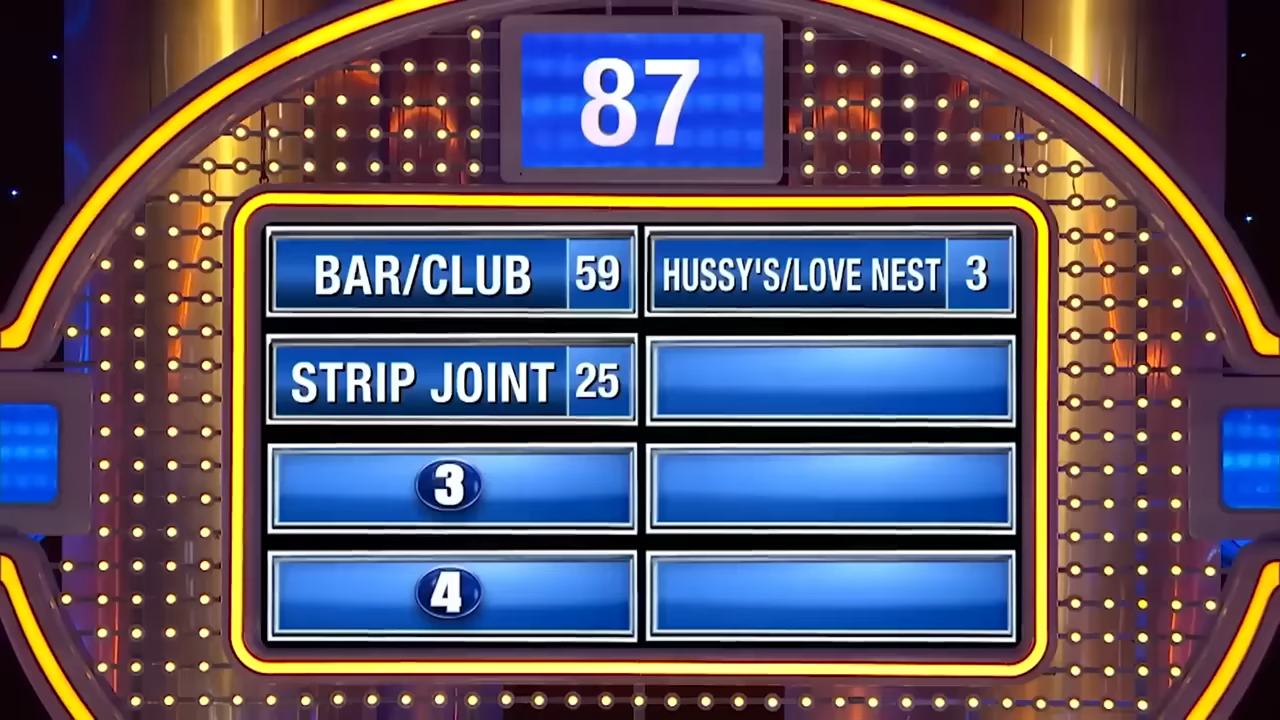 87
BAR/CLUB 59
STRIP JOINT 25
3
4
HUSSY'S/LOVE NEST 3